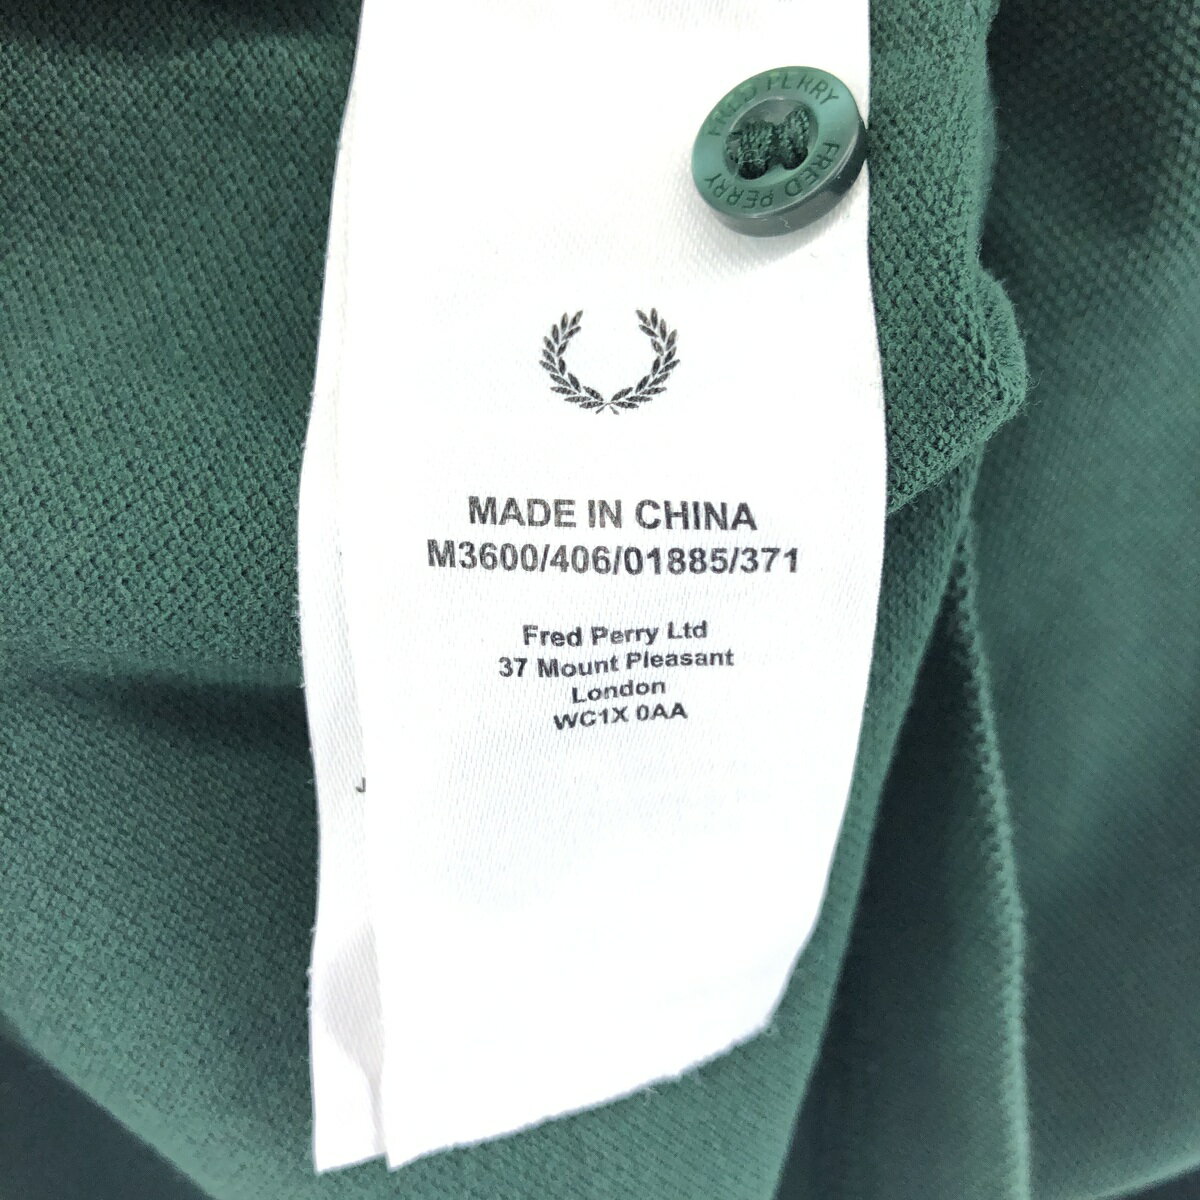 FRED PERRY
FRED PERRY
MADE IN CHINA
M3600/406/01885/371
Fred Perry Ltd
37 Mount Pleasant
London
WC1X 0AA